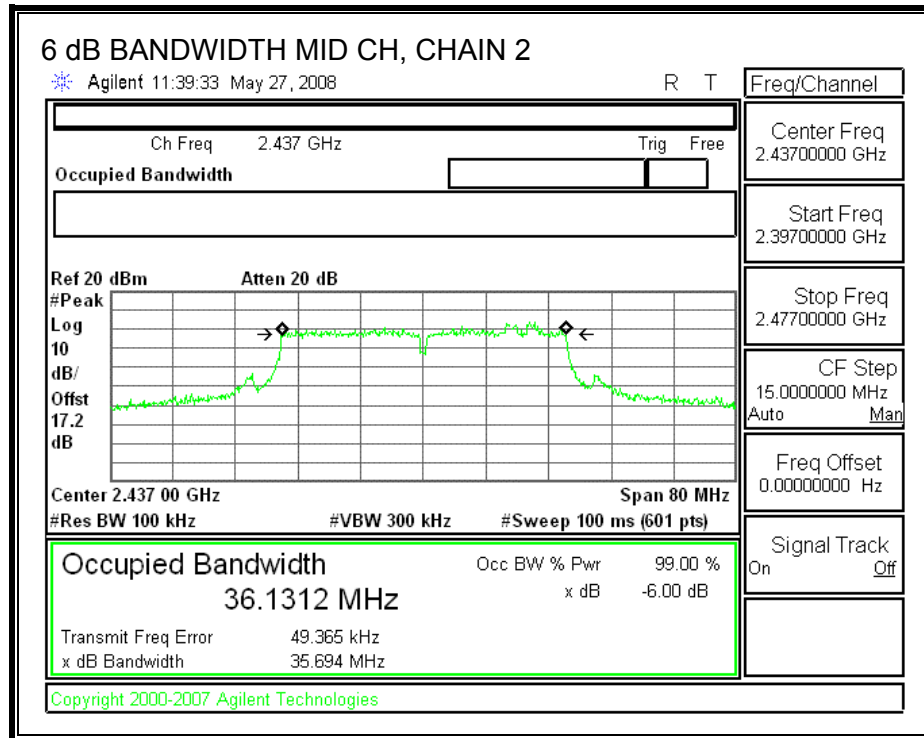 6 dB BANDWIDTH MID CH, CHAIN 2
Agilent 11:39:33 May 27, 2008 R T
Ch Freq 2.437 GHz Trig Free
Occupied Bandwidth
Ref 20 dBm Atten 20 dB
#Peak
Log
10
dB/
Offst
17.2
dB
Center 2.437 00 GHz Span 80 MHz
#Res BW 100 kHz #VBW 300 kHz #Sweep 100 ms (601 pts)
Occupied Bandwidth Occ BW % Pwr 99.00 %
36.1312 MHz x dB -6.00 dB
Transmit Freq Error 49.365 kHz
x dB Bandwidth 35.694 MHz
Copyright 2000-2007 Agilent Technologies
Freq/Channel
Center Freq
2.43700000 GHz
Start Freq
2.39700000 GHz
Stop Freq
2.47700000 GHz
CF Step
15.0000000 MHz
Auto Man
Freq Offset
0.00000000 Hz
Signal Track
On Off